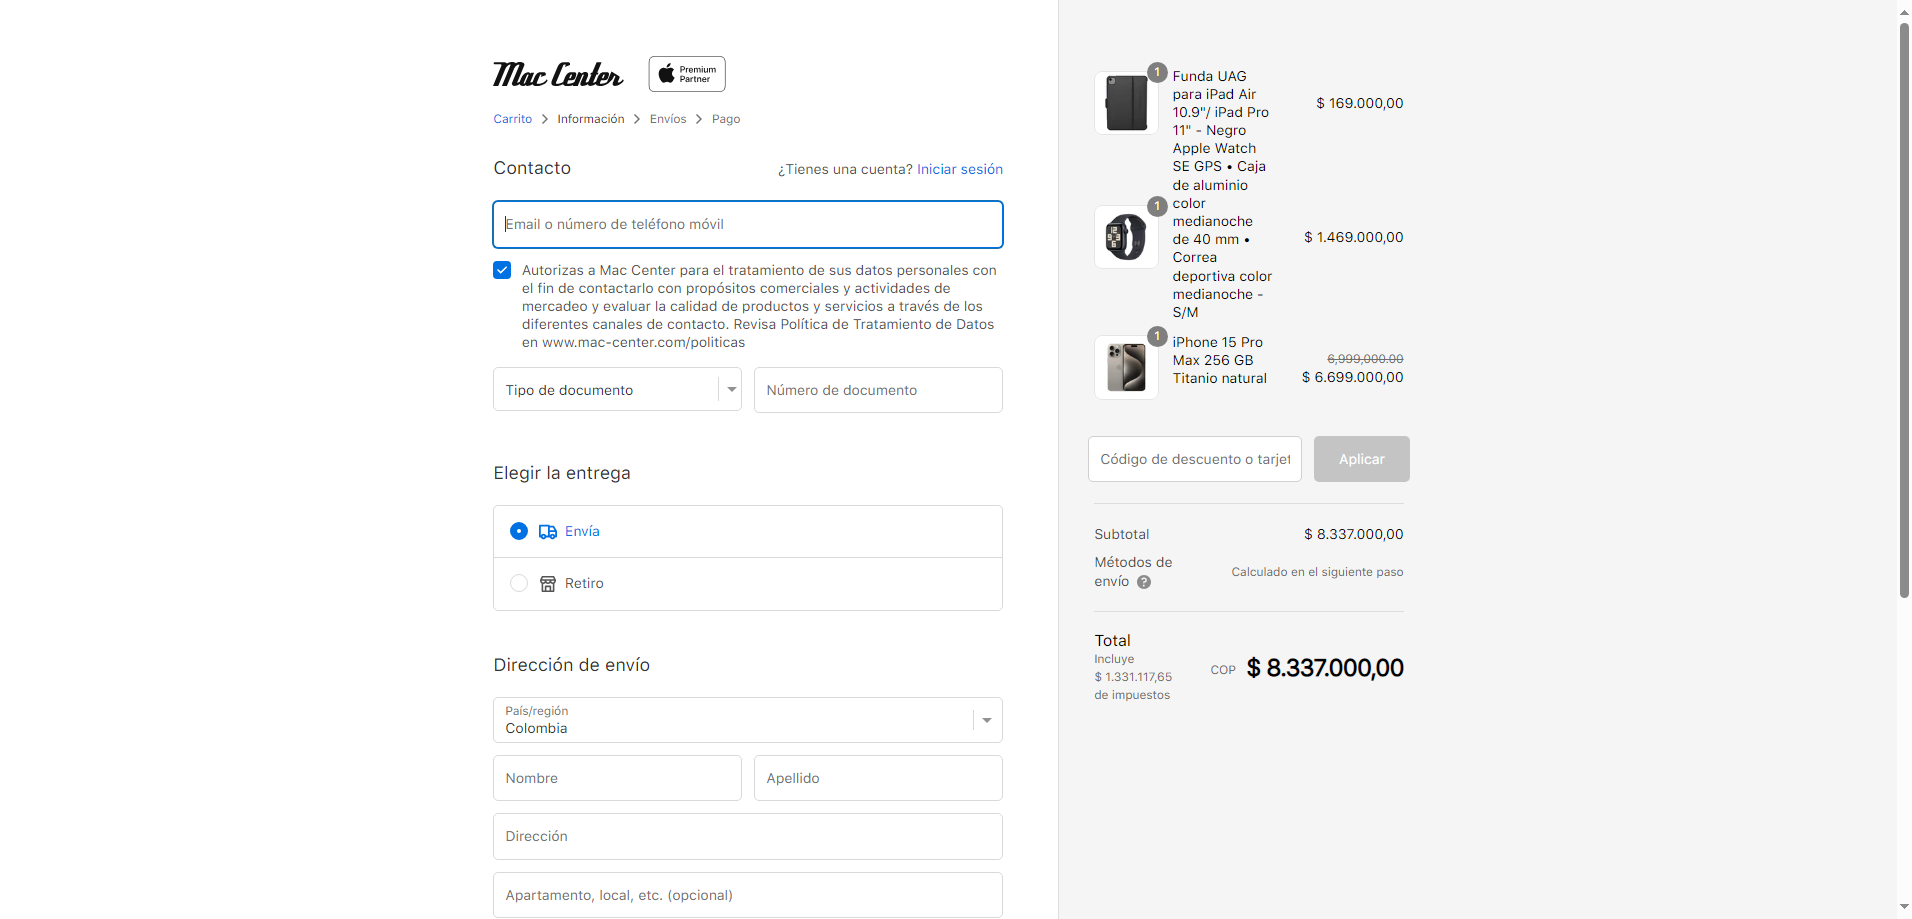 Mac Center
Premium
Partner
Carrito > Información > Envíos > Pago
Contacto
¿Tienes una cuenta? Iniciar sesión
Email o número de teléfono móvil
Autorizas a Mac Center para el tratamiento de sus datos personales con
el fin de contactarlo con propósitos comerciales y actividades de
mercadeo y evaluar la calidad de productos y servicios a través de los
diferentes canales de contacto. Revisa Política de Tratamiento de Datos
en www.mac-center.com/politicas
Tipo de documento
Número de documento
Elegir la entrega
Envía
Retiro
Dirección de envío
País/región
Colombia
Nombre
Apellido
Dirección
Apartamento, local, etc. (opcional)
1
Funda UAG
para iPad Air
10.9"/ iPad Pro
11" - Negro
$ 169.000,00
1
Apple Watch
SE GPS • Caja
de aluminio
color
medianoche
de 40 mm •
Correa
deportiva color
medianoche -
S/M
$ 1.469.000,00
1
iPhone 15 Pro
Max 256 GB
Titanio natural
6,999,000.00
$ 6.699.000,00
Código de descuento o tarjet
Aplicar
Subtotal
$ 8.337.000,00
Métodos de
envío ?
Calculado en el siguiente paso
Total
Incluye
$ 1.331.117,65
de impuestos
COP $ 8.337.000,00